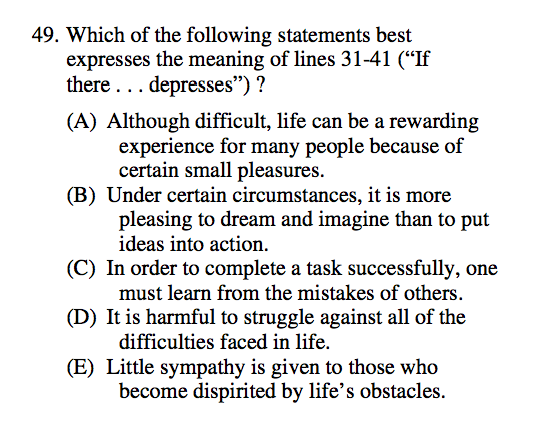 49. Which of the following statements best
expresses the meaning of lines 31-41 (“If
there . . . depresses”) ?
(A) Although difficult, life can be a rewarding
experience for many people because of
certain small pleasures.
(B) Under certain circumstances, it is more
pleasing to dream and imagine than to put
ideas into action.
(C) In order to complete a task successfully, one
must learn from the mistakes of others.
(D) It is harmful to struggle against all of the
difficulties faced in life.
(E) Little sympathy is given to those who
become dispirited by life’s obstacles.